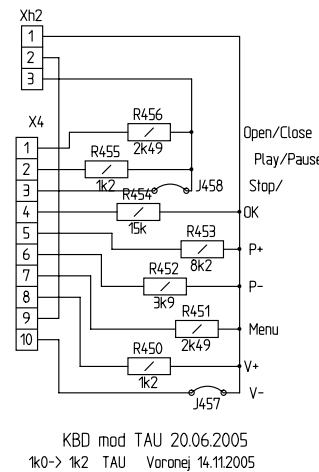 Xh2
1
2
3
X4
R456
2k49
Open/Close
1
R455
Play/Pause
2
1k2
Stop/
3
R454
J458
4
15k
OK
5
R453
P+
6
R452
8k2
7
3k9
P-
8
R451
Menu
9
R450
2k49
10
1k2
V+
J457
V-
KBD mod TAU 20.06.2005
1k0-> 1k2 TAU Voronej 14.11.2005